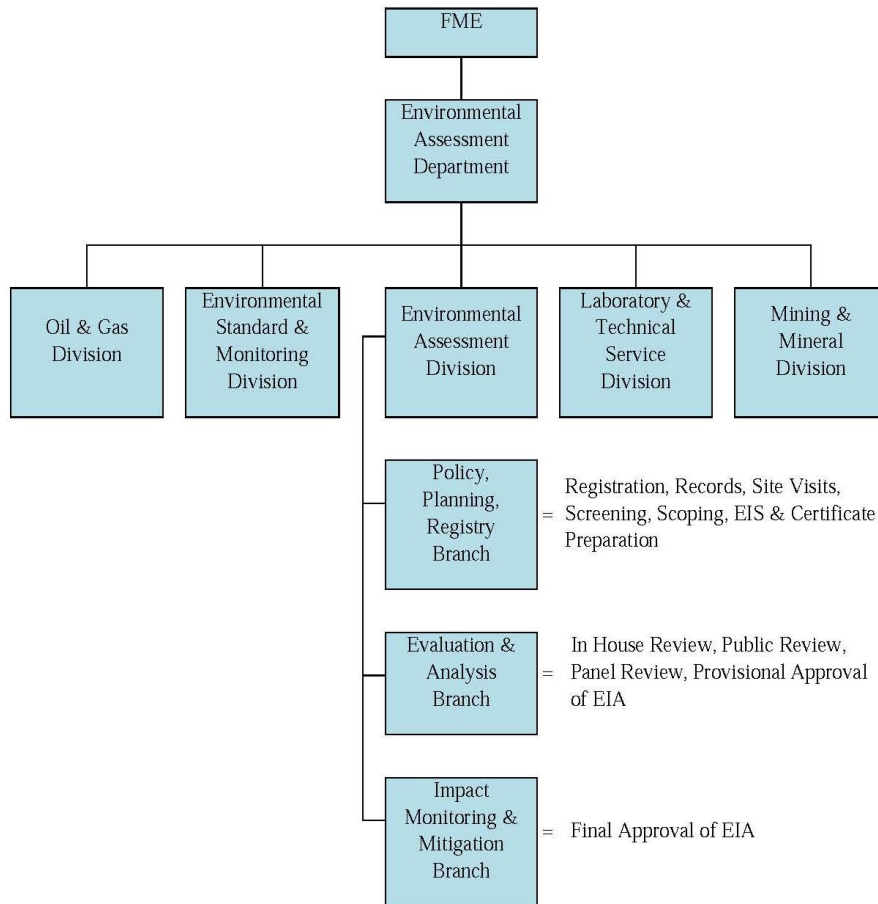 FME
Environmental
Assessment
Department
Oil & Gas
Division
Environmental
Standard &
Monitoring
Division
Environmental
Assessment
Division
Laboratory &
Technical
Service
Division
Mining &
Mineral
Division
Policy,
Planning,
Registry
Branch
= Registration, Records, Site Visits,
Screening, Scoping, EIS & Certificate
Preparation
Evaluation &
Analysis
Branch
= In House Review, Public Review,
Panel Review, Provisional Approval
of EIA
Impact
Monitoring &
Mitigation
Branch
= Final Approval of EIA